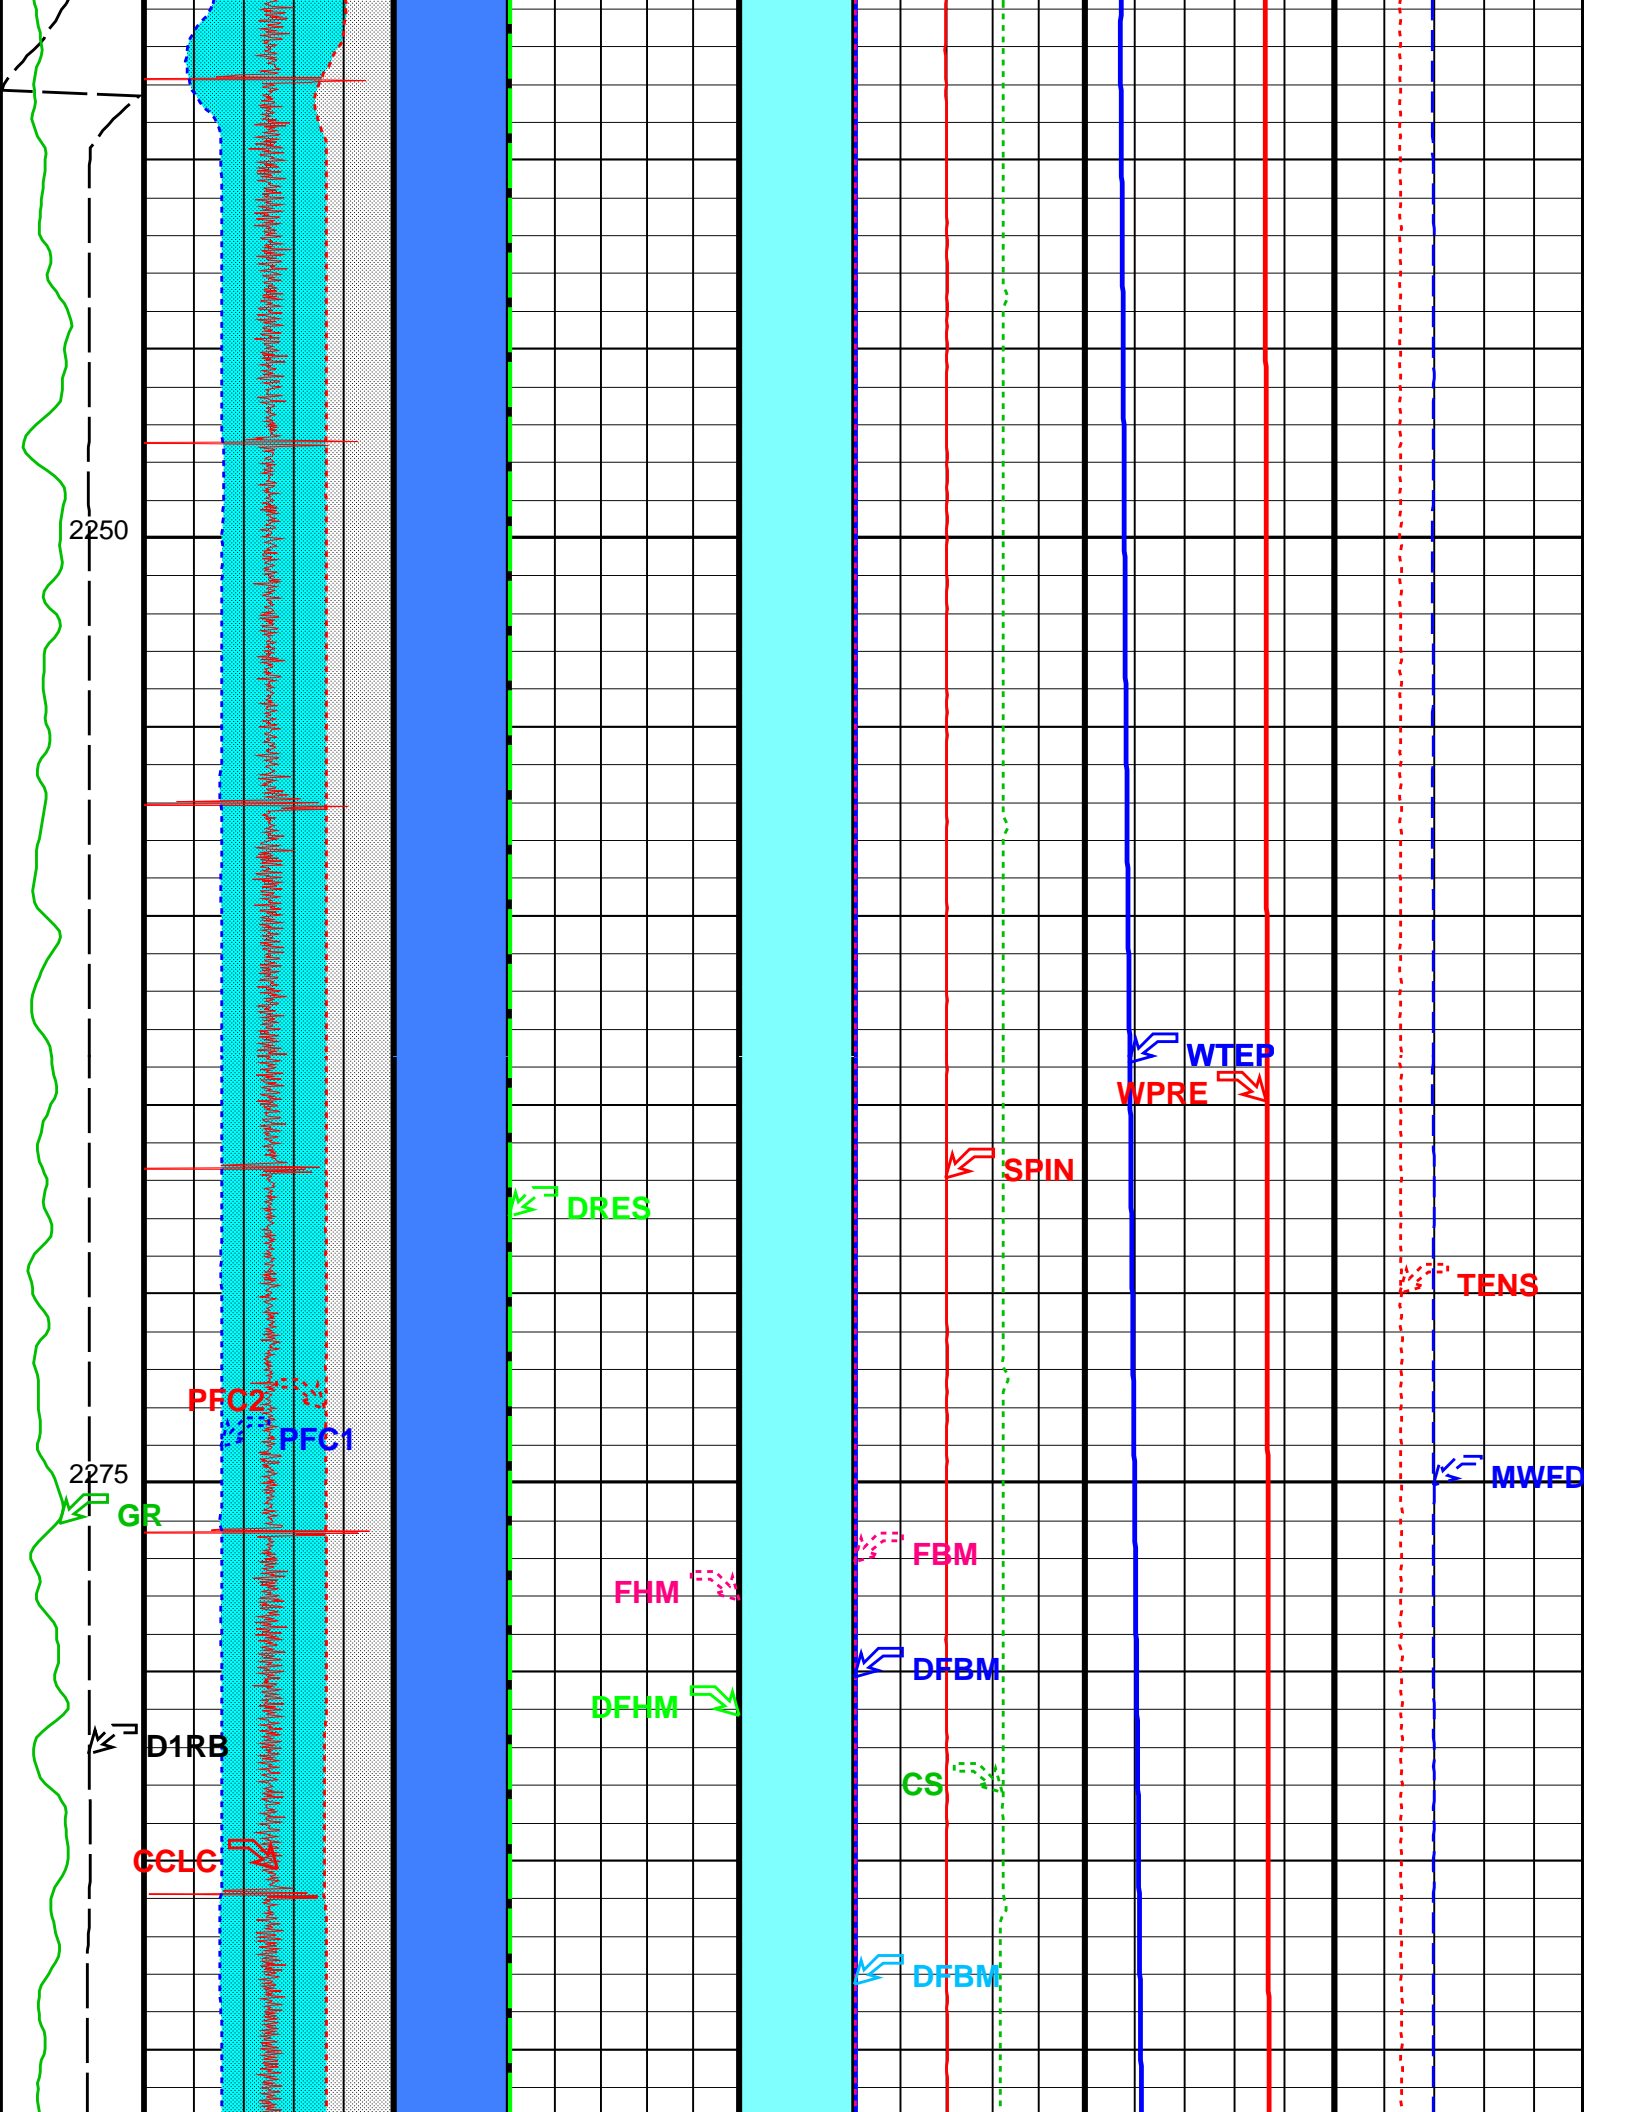 2250
WTEP
WPRE
SPIN
DRES
TENS
PFC2
PFC1
2275
MWFD
GR
FBM
FHM
DFBM
DFHM
D1RB
CS
CCLC
DFBM